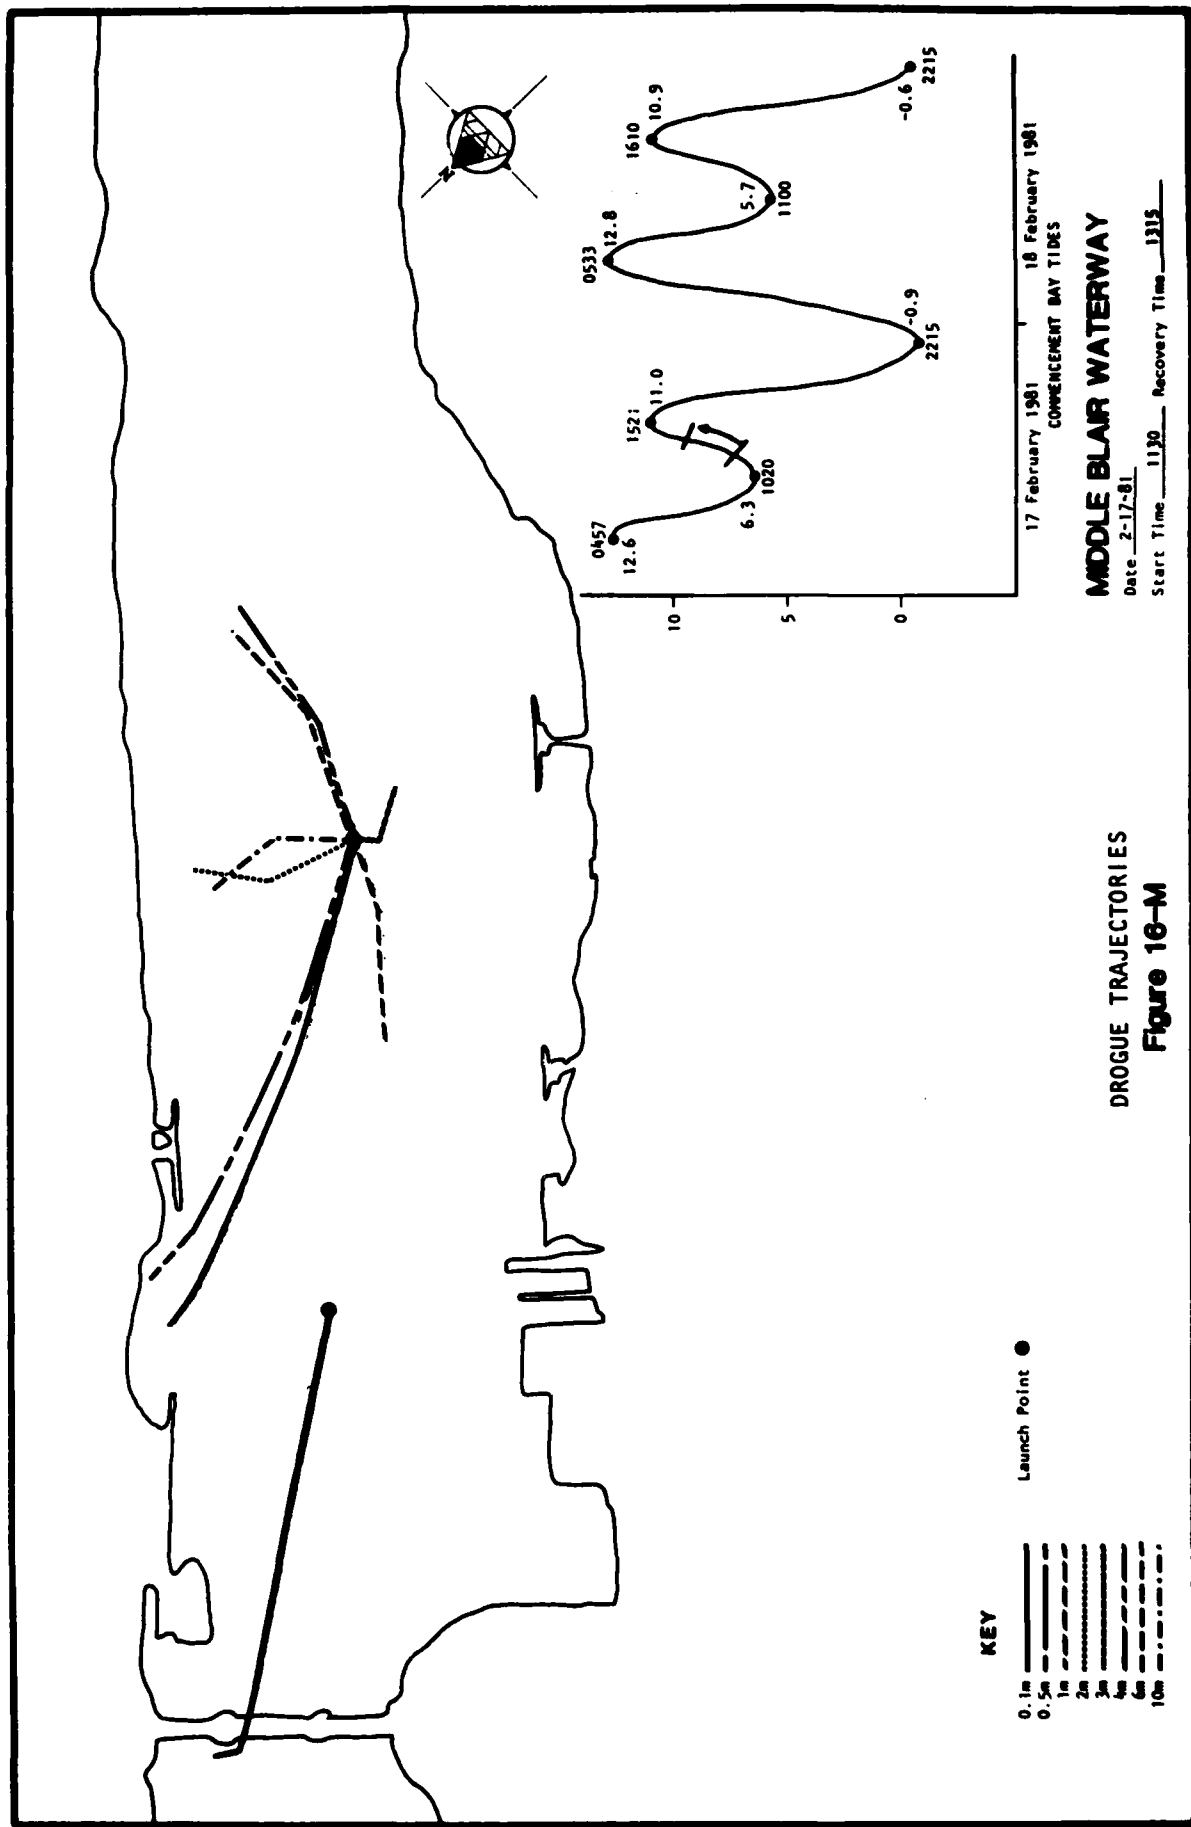 N
1610 10.9
0533 12.8
5.7
1100
-0.6
2215
1521 11.0
-0.9
2215
0457
12.6
6.3
1020
10
5
0
17 February 1981
18 February 1981
COMMENCEMENT BAY TIDES
MIDDLE BLAIR WATERWAY
Date 2-17-81
Start Time 1130 Recovery Time 1315
DROGUE TRAJECTORIES
Figure 16-M
KEY
Launch Point
0.1m
0.5m
1m
2m
3m
4m
6m
10m